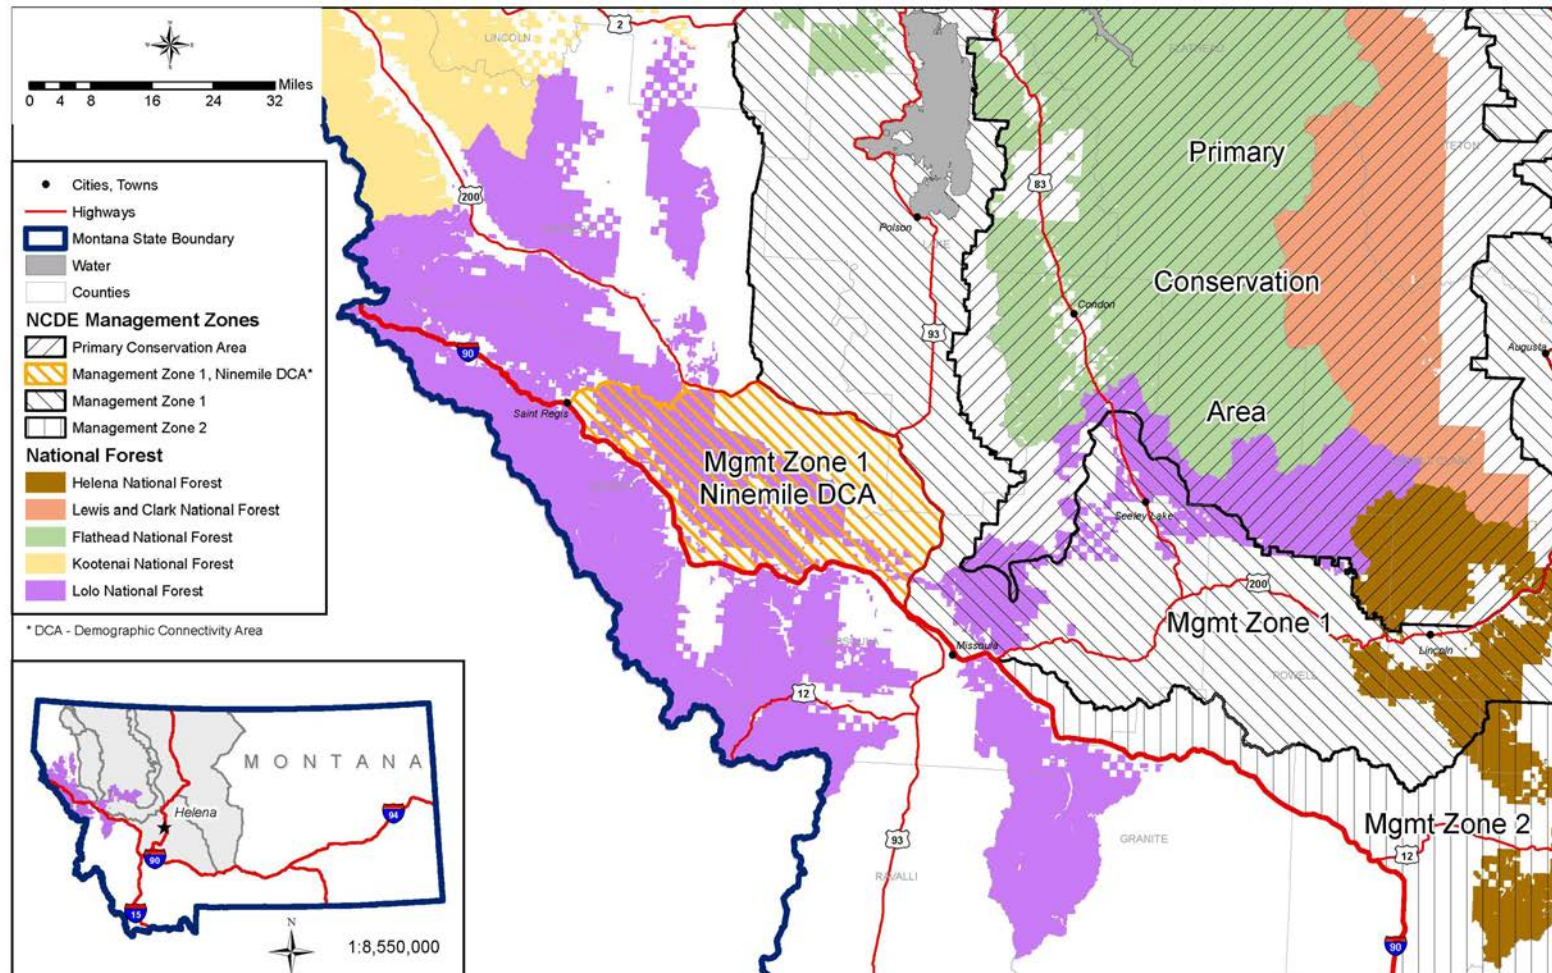 N
W E
S
Miles
0 4 8 16 24 32
Cities, Towns
Highways
Montana State Boundary
Water
Counties
NCDE Management Zones
Primary Conservation Area
Management Zone 1, Ninemile DCA*
Management Zone 1
Management Zone 2
National Forest
Helena National Forest
Lewis and Clark National Forest
Flathead National Forest
Kootenai National Forest
Lolo National Forest
* DCA - Demographic Connectivity Area
MONTANA
Helena
94
90
15
N
1:8,550,000
2
LINCOLN
FLATHEAD
Primary
TETON
83
200
Polson
LAKE
Conservation
Condon
93
90
Augusta
Saint Regis
Area
Mgmt Zone 1
Ninemile DCA
Seeley Lake
200
Mgmt Zone 1
MISSOULA
Missoula
Lincoln
POWELL
12
Mgmt Zone 2
93
GRANITE
12
RAVALLI
90